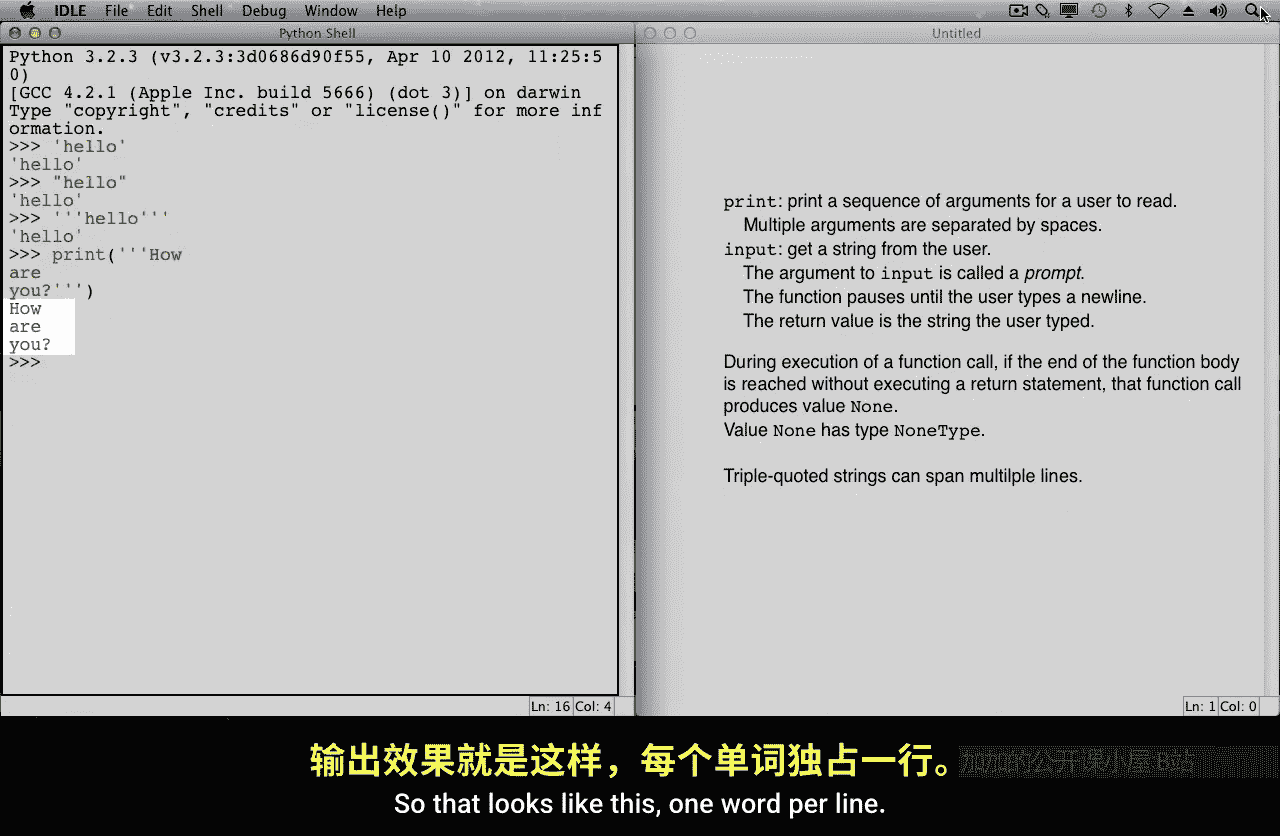 IDLE File Edit Shell Debug Window Help
Python Shell
Python 3.2.3 (v3.2.3:3d0686d90f55, Apr 10 2012, 11:25:5
0)
[GCC 4.2.1 (Apple Inc. build 5666) (dot 3)] on darwin
Type "copyright", "credits" or "license()" for more inf
ormation.
>>> 'hello'
'hello'
>>> "hello"
'hello'
>>> '''hello'''
'hello'
>>> print('''How
are
you?''')
How
are
you?
>>>
Ln: 16 Col: 4
Untitled
print: print a sequence of arguments for a user to read.
Multiple arguments are separated by spaces.
input: get a string from the user.
The argument to input is called a prompt.
The function pauses until the user types a newline.
The return value is the string the user typed.
During execution of a function call, if the end of the function body
is reached without executing a return statement, that function call
produces value None.
Value None has type NoneType.
Triple-quoted strings can span multilple lines.
Ln: 1 Col: 0
输出效果就是这样，每个单词独占一行。
So that looks like this, one word per line.